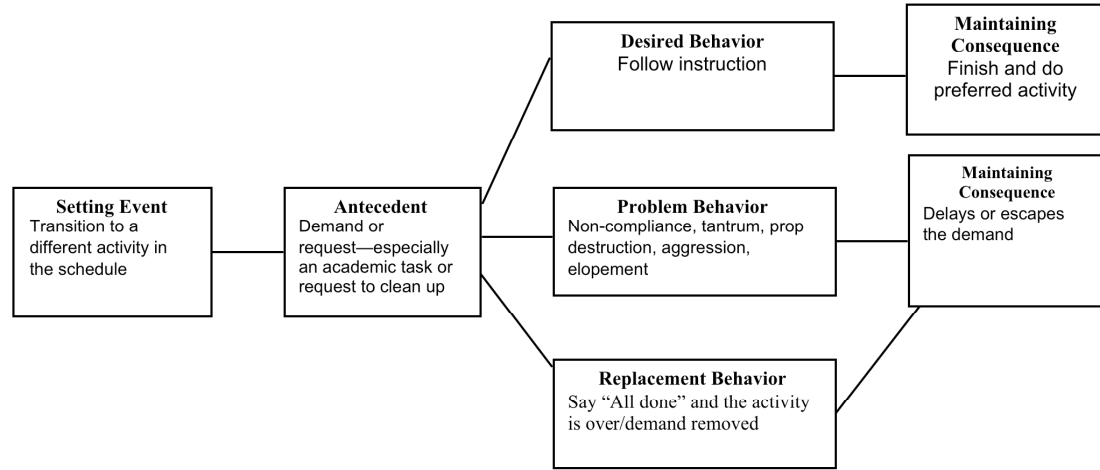 Setting Event
Transition to a
different activity in
the schedule
Antecedent
Demand or
request—especially
an academic task or
request to clean up
Desired Behavior
Follow instruction
Maintaining
Consequence
Finish and do
preferred activity
Problem Behavior
Non-compliance, tantrum, prop
destruction, aggression,
elopement
Maintaining
Consequence
Delays or escapes
the demand
Replacement Behavior
Say “All done” and the activity
is over/demand removed